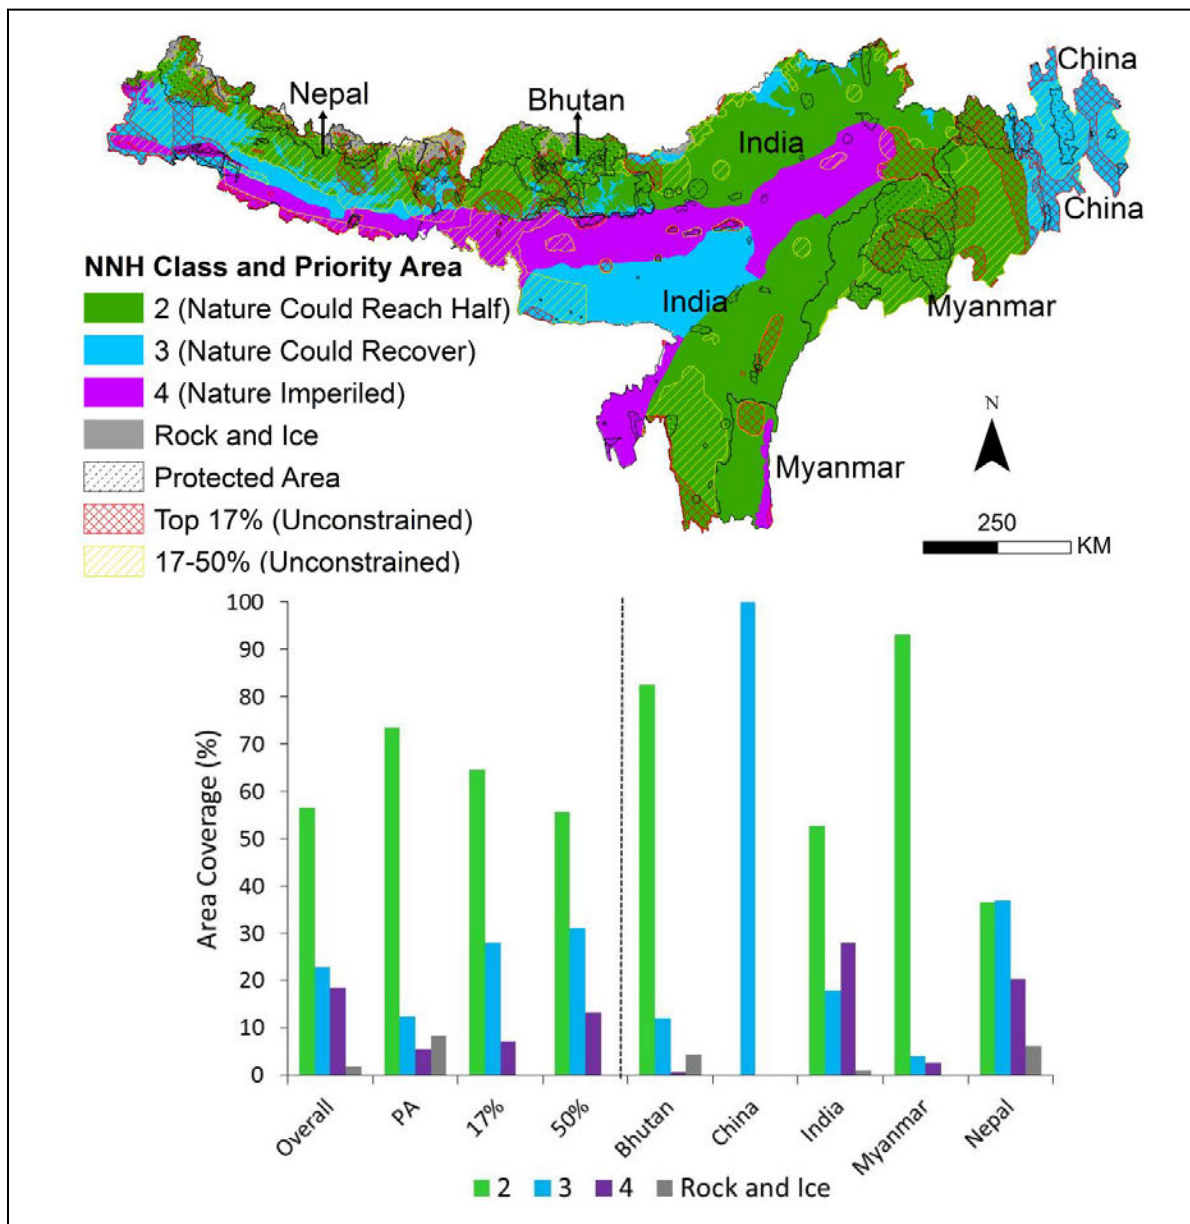 China
Nepal
Bhutan
India
China
NNH Class and Priority Area
2 (Nature Could Reach Half)
India
Myanmar
3 (Nature Could Recover)
4 (Nature Imperiled)
Rock and Ice
N
Protected Area
Myanmar
Top 17% (Unconstrained)
250
KM
17-50% (Unconstrained)
Area Coverage (%)
100
90
80
70
60
50
40
30
20
10
0
Overall
PA
17%
50%
Bhutan
China
India
Myanmar
Nepal
2 3 4 Rock and Ice